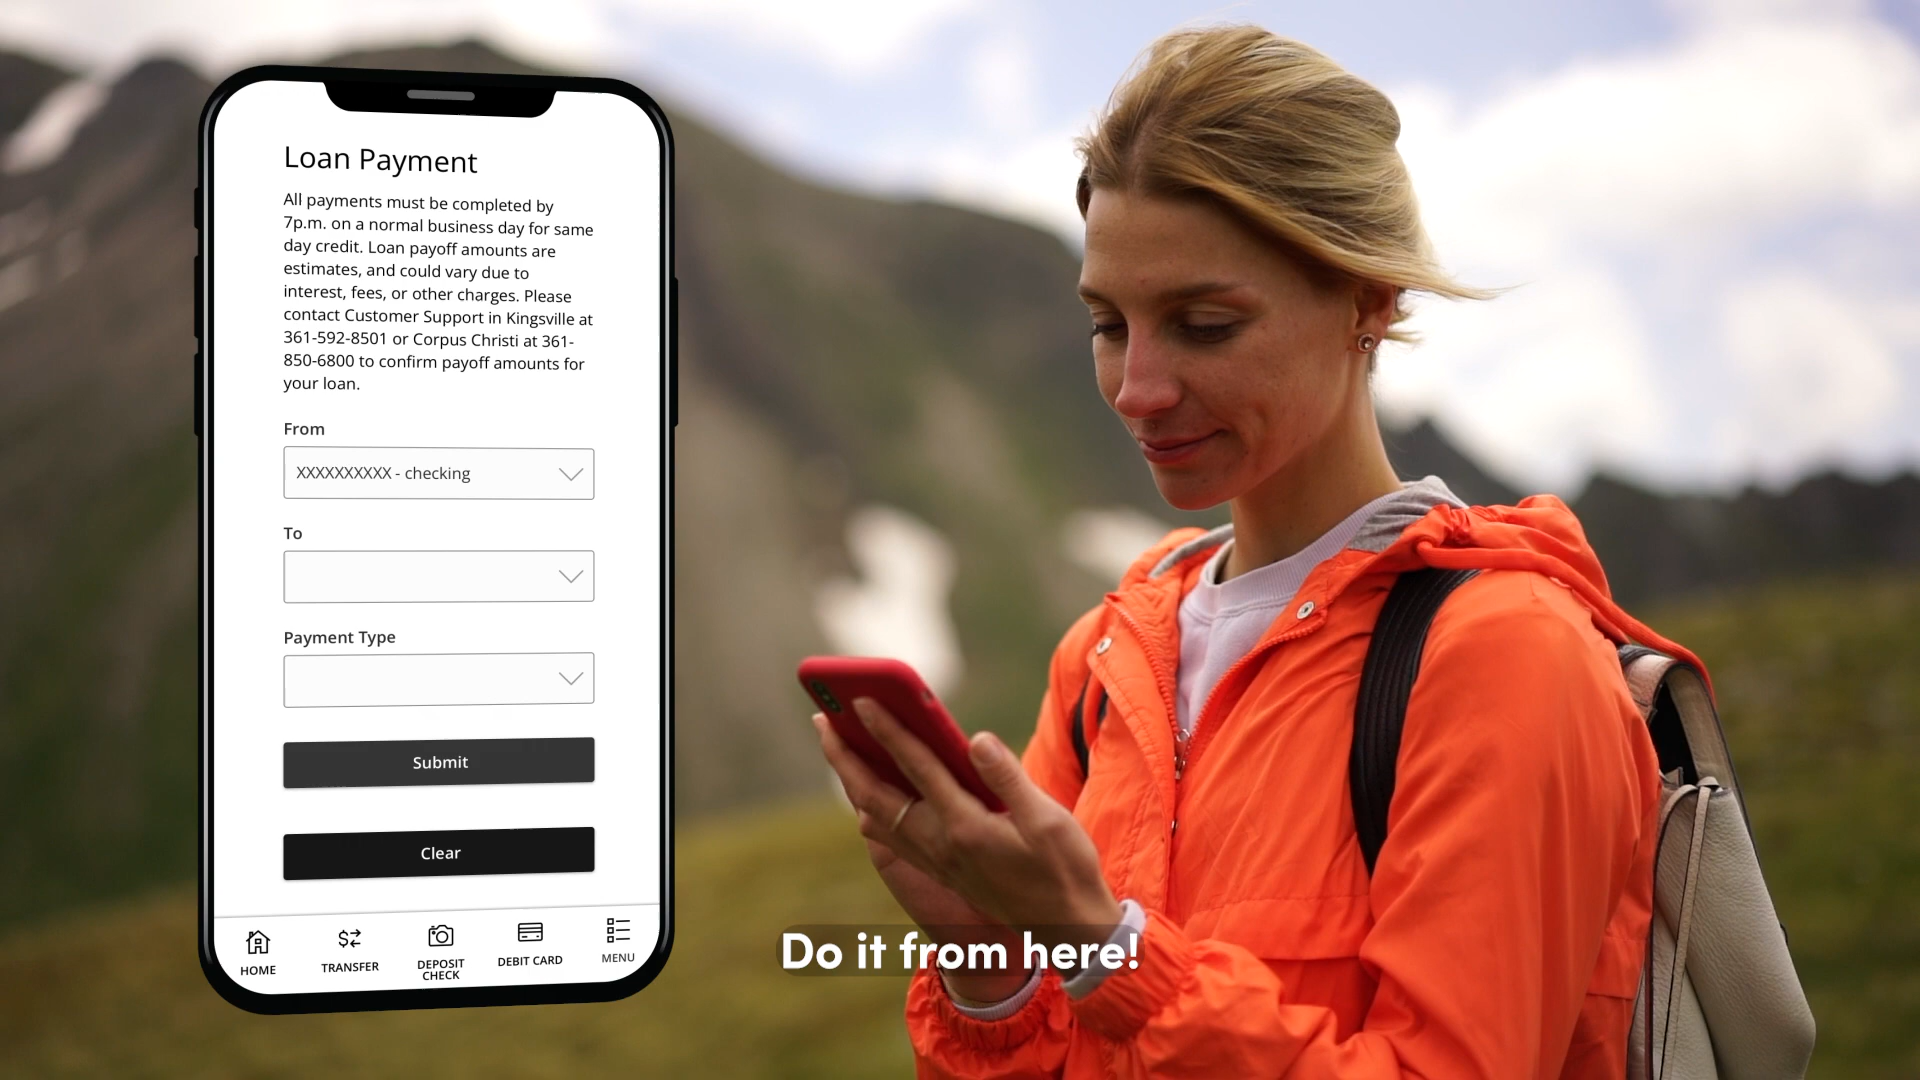 Loan Payment
All payments must be completed by
7p.m. on a normal business day for same
day credit. Loan payoff amounts are
estimates, and could vary due to
interest, fees, or other charges. Please
contact Customer Support in Kingsville at
361-592-8501 or Corpus Christi at 361-
850-6800 to confirm payoff amounts for
your loan.
From
XXXXXXXXXX - checking
To
Payment Type
Submit
Clear
HOME
TRANSFER
DEPOSIT
CHECK
DEBIT CARD
MENU
Do it from here!